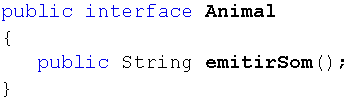 public interface Animal
{
   public String emitirSom();
}